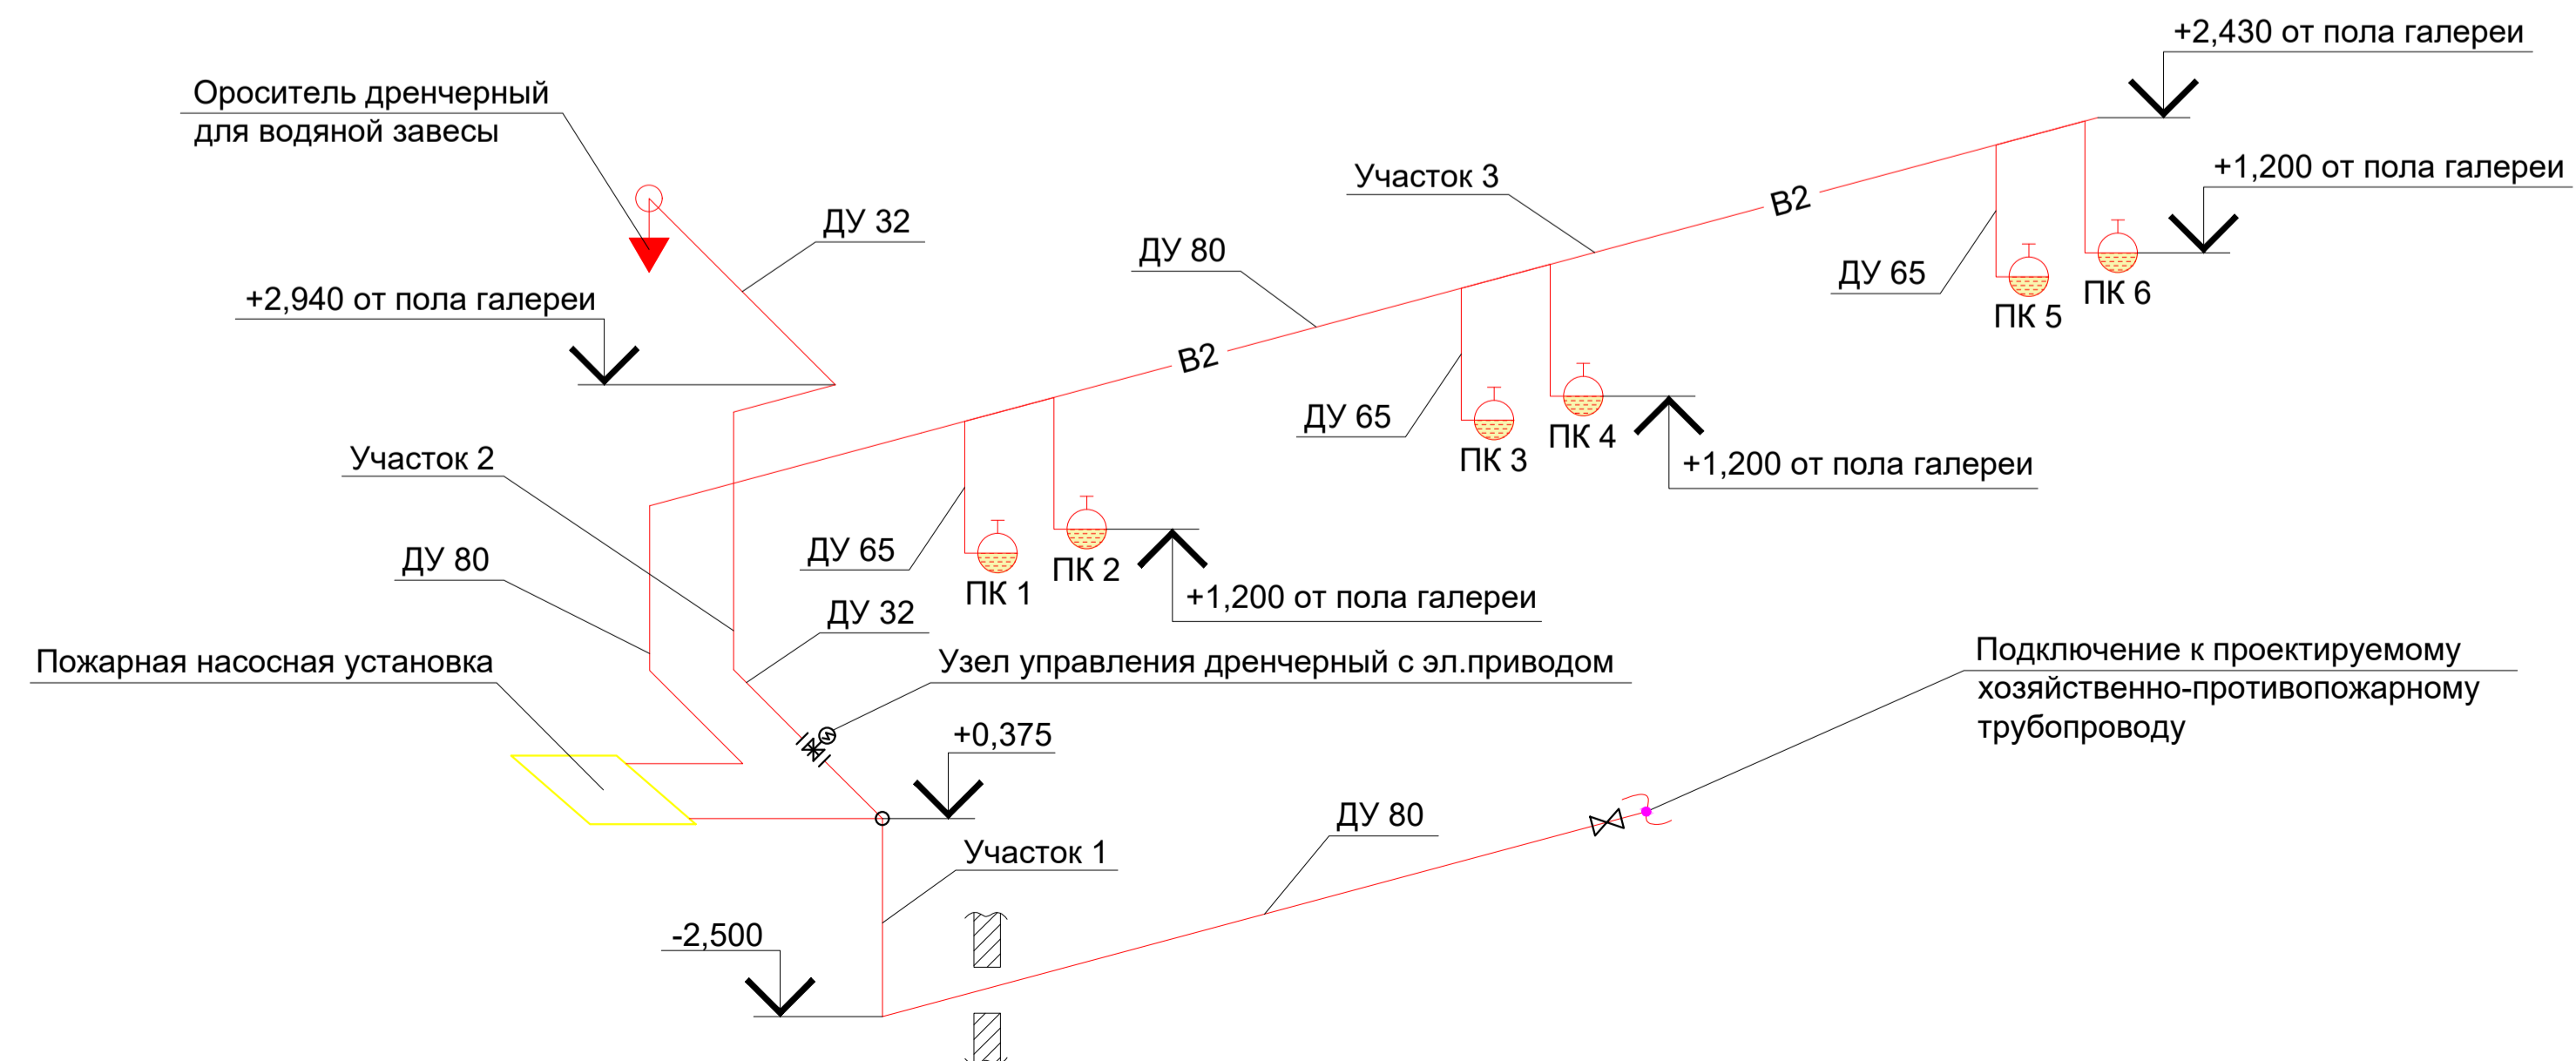 +2,430 от пола галереи
Ороситель дренчерный
для водяной завесы
Участок 3
+1,200 от пола галереи
В2
ДУ 32
ДУ 80
ДУ 65
+2,940 от пола галереи
ПК 6
ПК 5
В2
ДУ 65
ПК 4
ПК 3
+1,200 от пола галереи
Участок 2
ДУ 80
ДУ 65
ПК 2
ПК 1
+1,200 от пола галереи
ДУ 32
Пожарная насосная установка
Узел управления дренчерный с эл.приводом
Подключение к проектируемому
хозяйственно-противопожарному
трубопроводу
+0,375
ДУ 80
Участок 1
-2,500